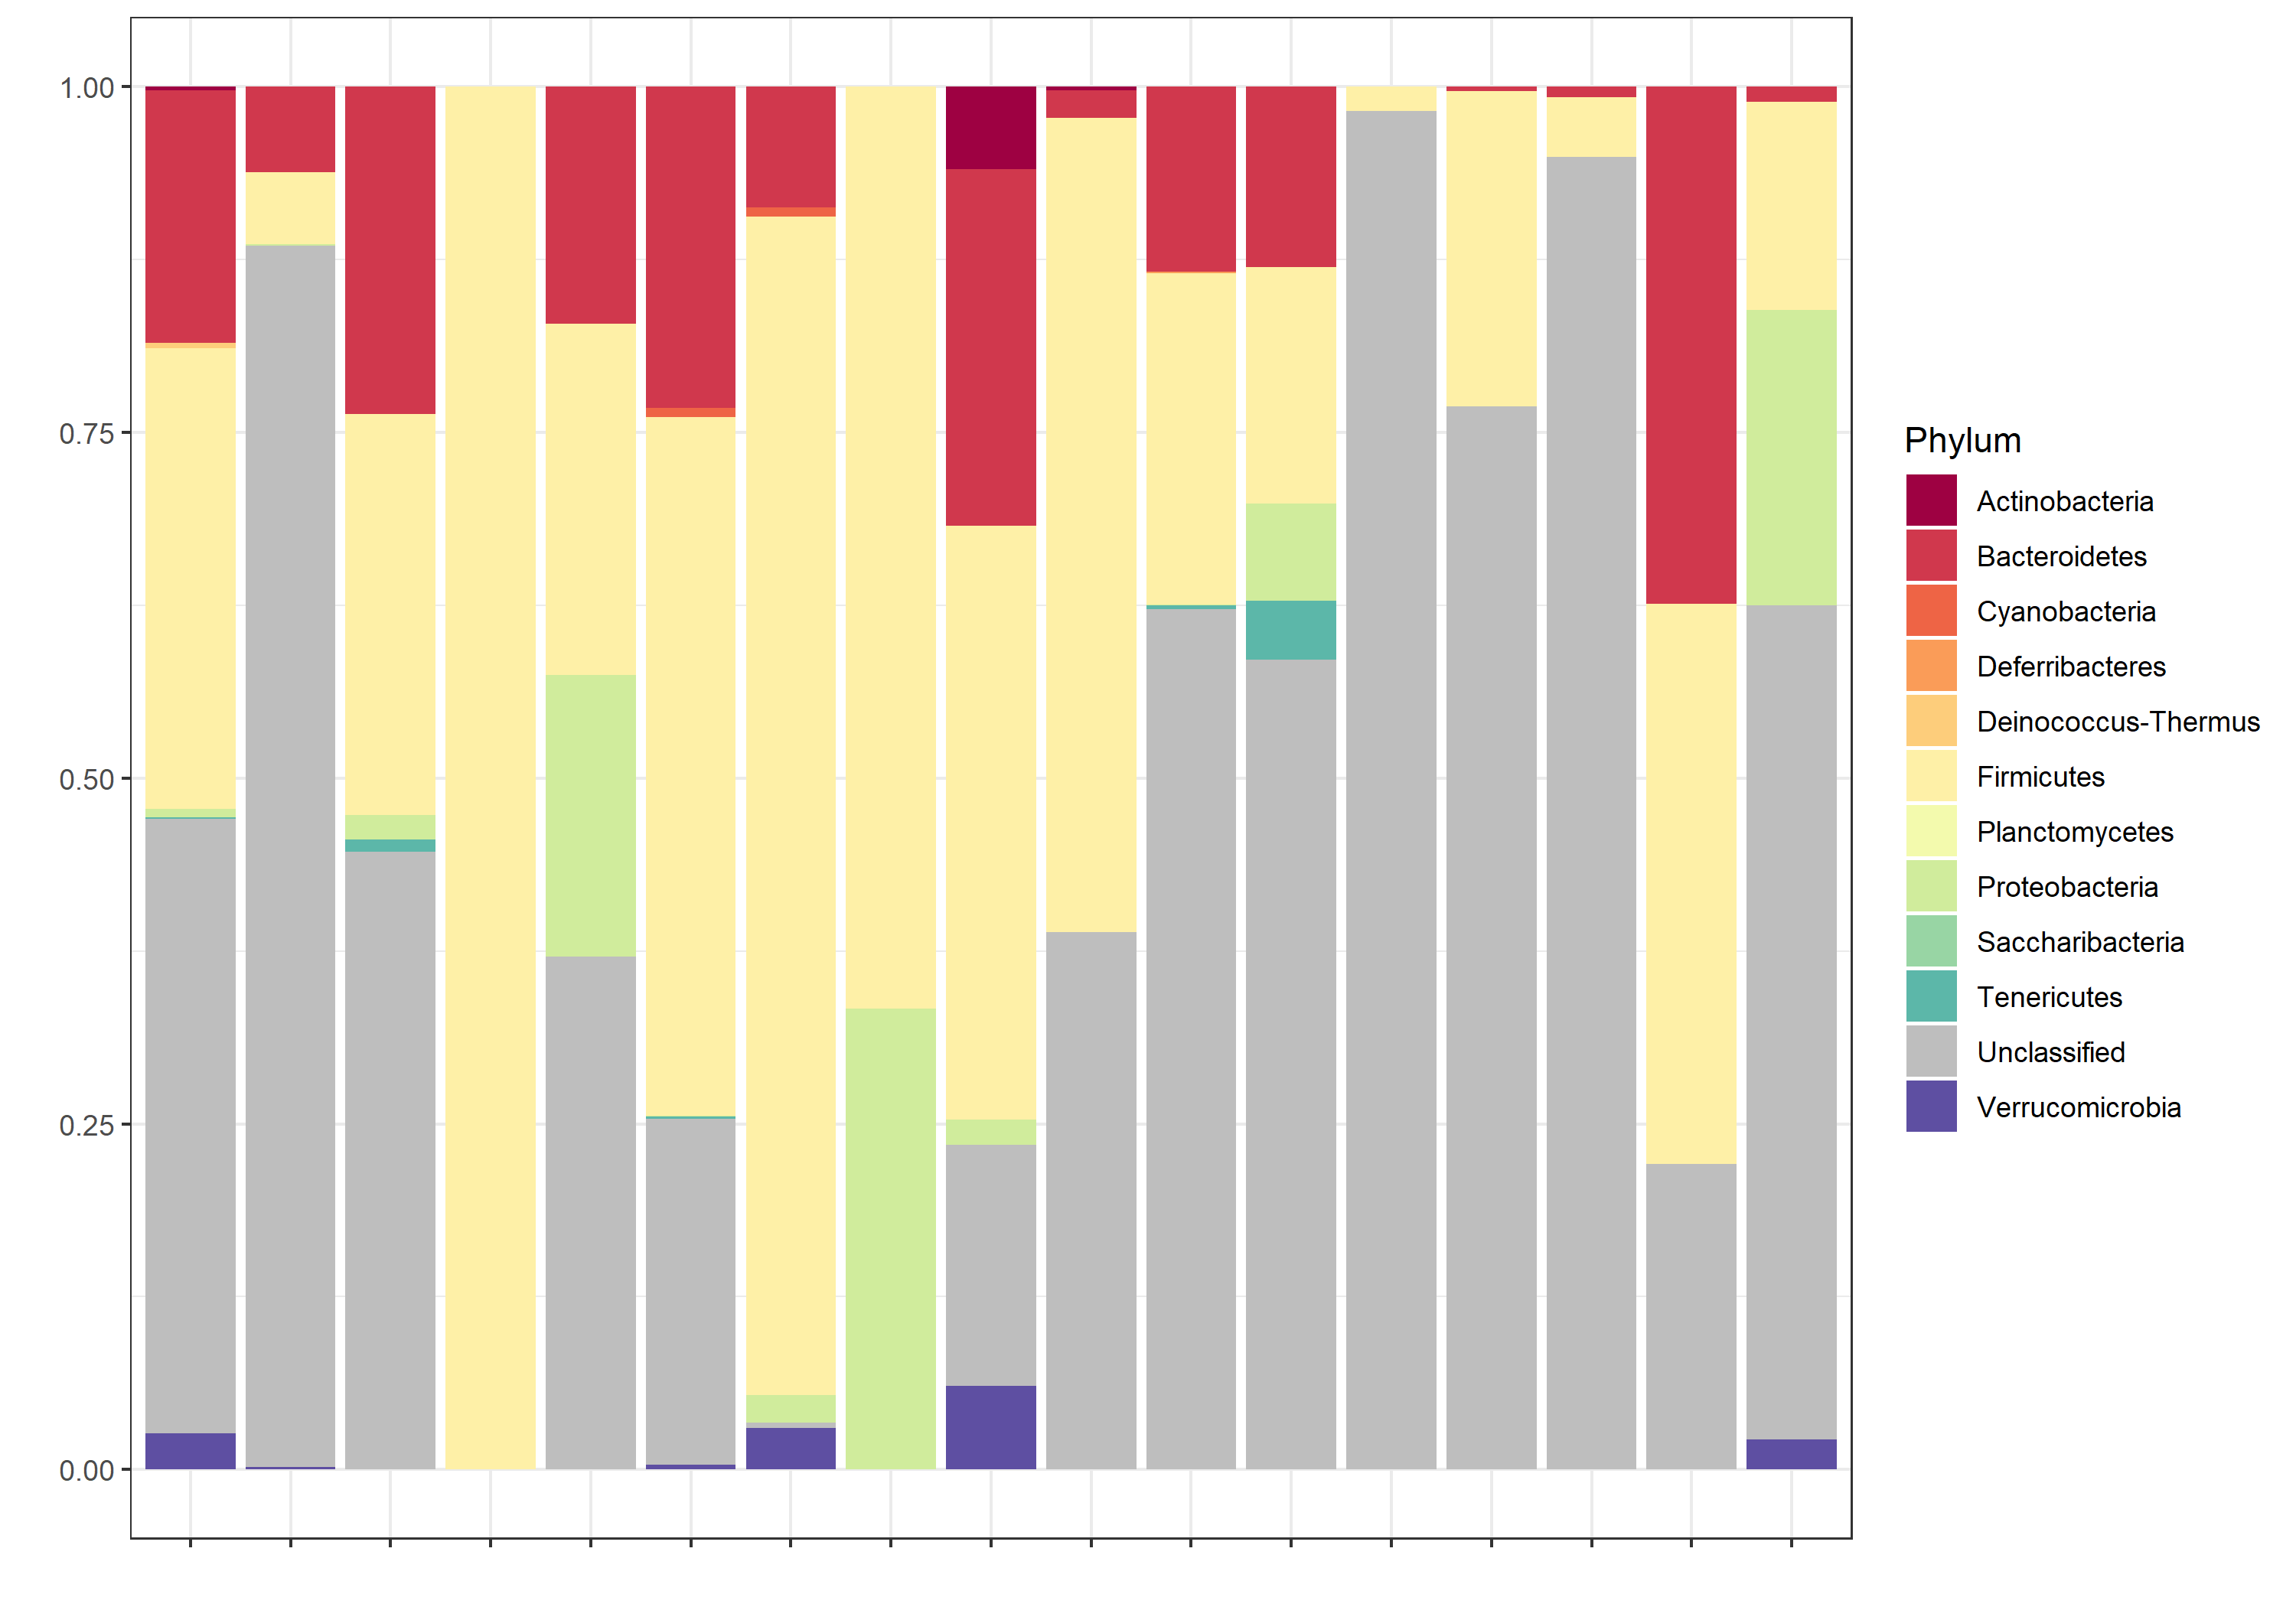 1.00
0.75
0.50
0.25
0.00
Phylum
Actinobacteria
Bacteroidetes
Cyanobacteria
Deferribacteres
Deinococcus-Thermus
Firmicutes
Planctomycetes
Proteobacteria
Saccharibacteria
Tenericutes
Unclassified
Verrucomicrobia